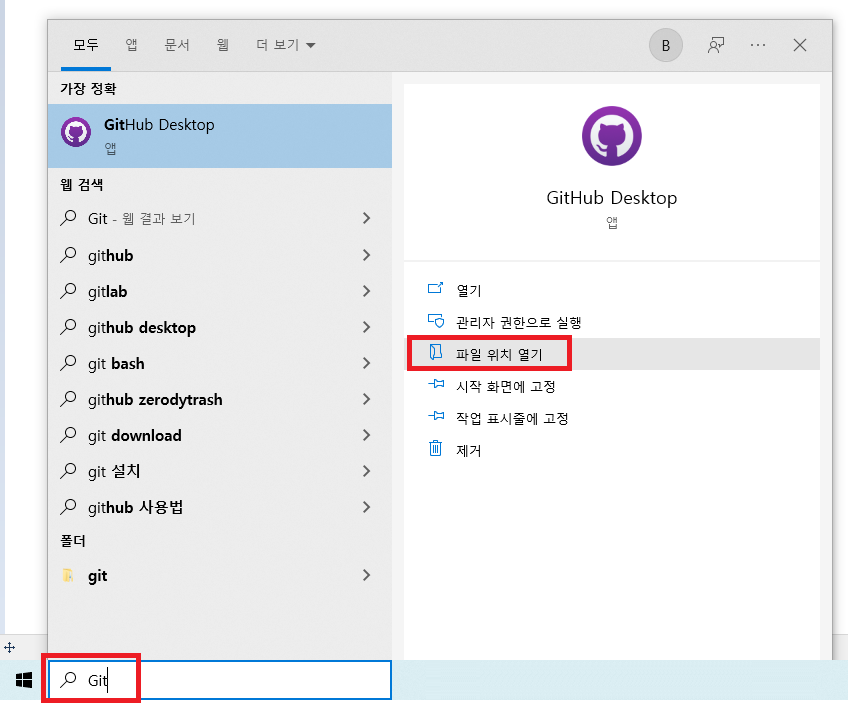 모두 앱 문서 웹 더 보기 B
가장 정확
GitHub Desktop
앱
웹 검색
Git - 웹 결과 보기
github
gitlab
github desktop
git bash
github zerodytrash
git download
git 설치
github 사용법
폴더
git
GitHub Desktop
앱
열기
관리자 권한으로 실행
파일 위치 열기
시작 화면에 고정
작업 표시줄에 고정
제거
Git